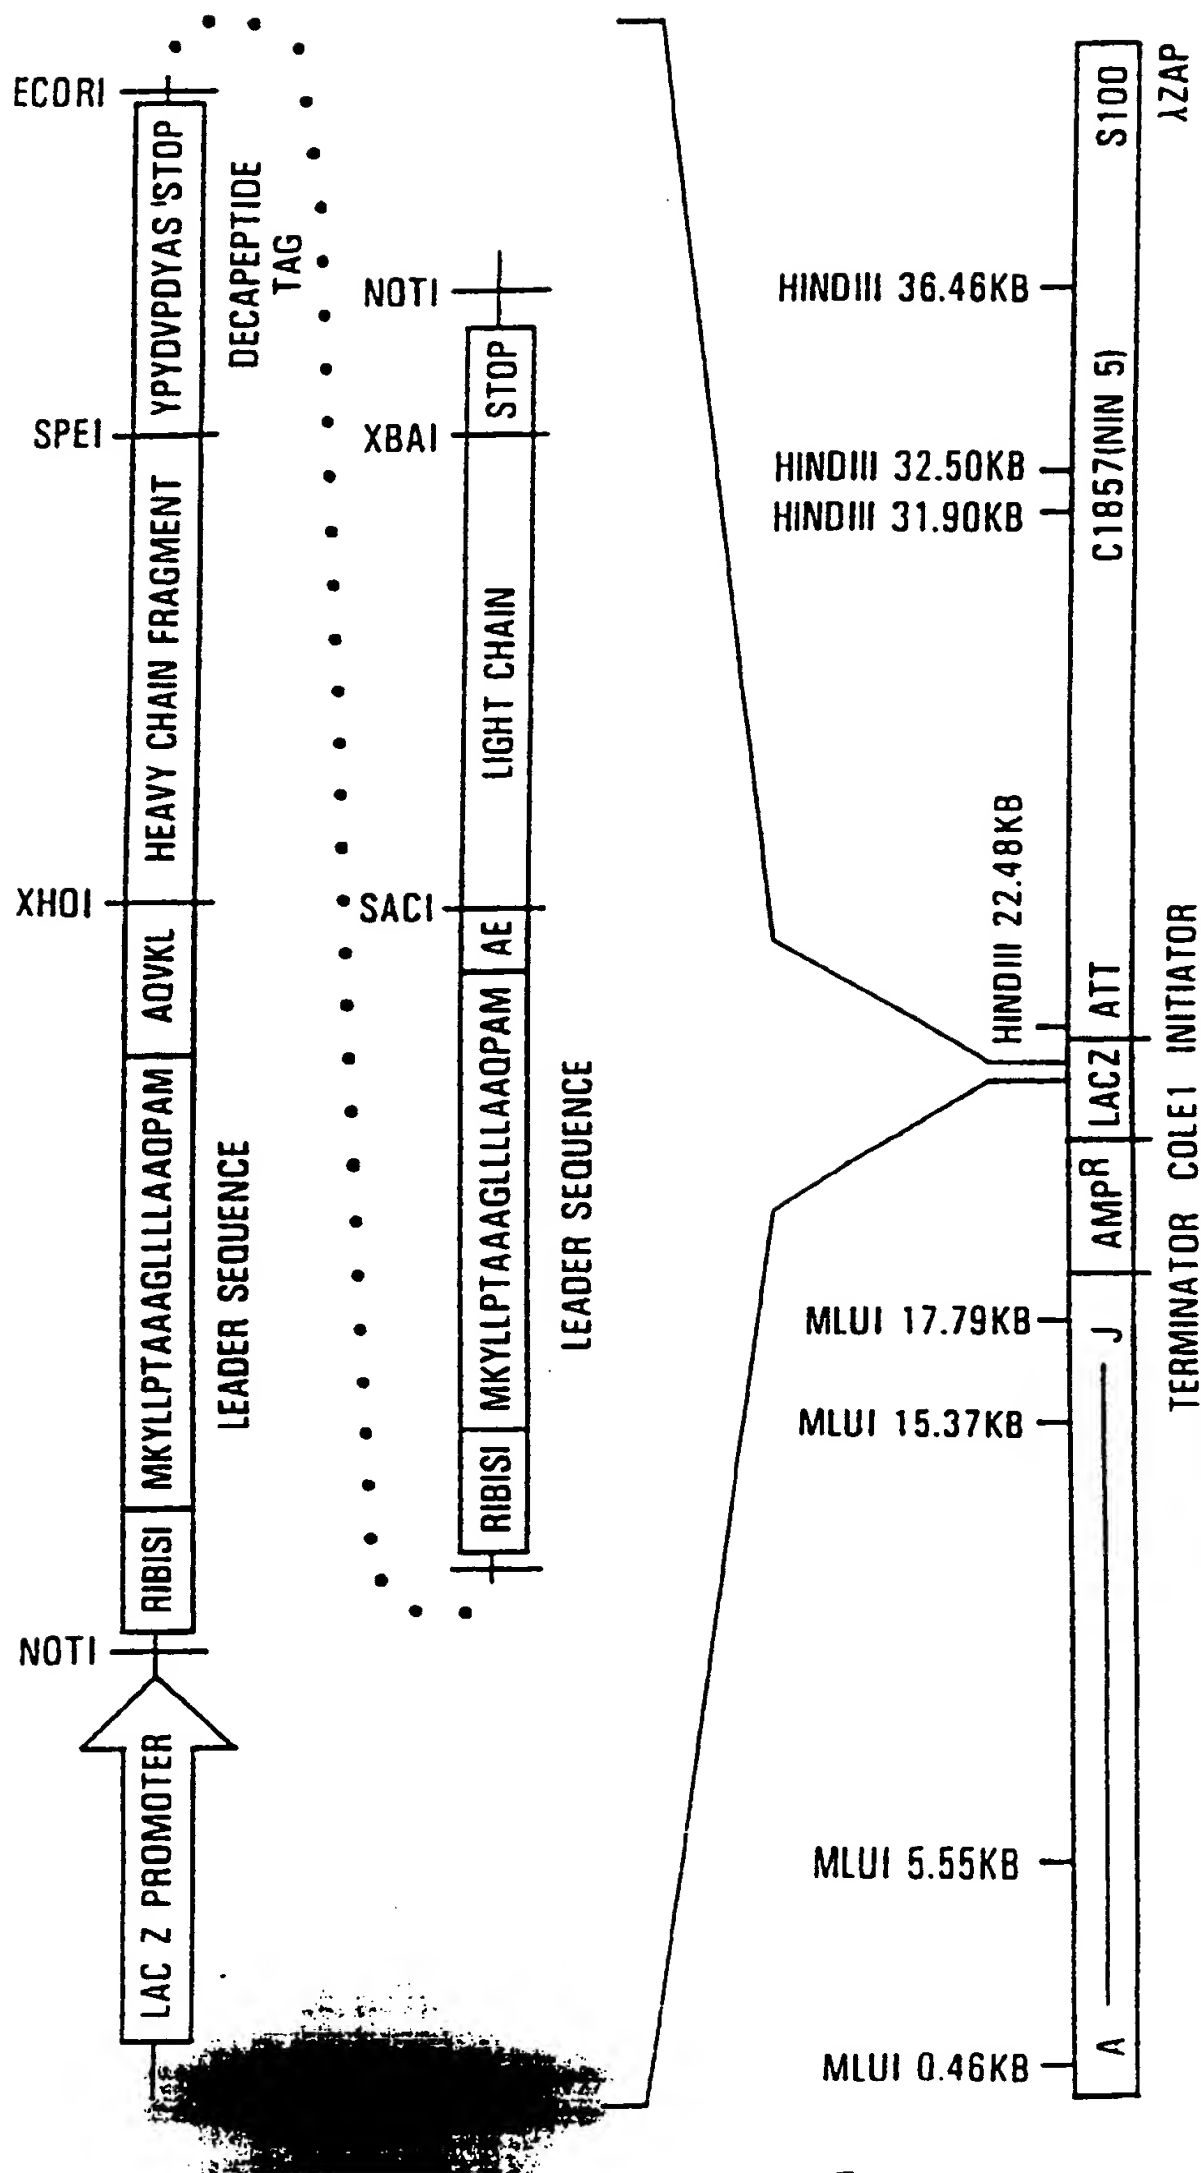 LAC Z PROMOTER
NOTI
RIBISI
MKYLLPTAAAGLLLLAAQPAM
LEADER SEQUENCE
AQVKL
XHOI
HEAVY CHAIN FRAGMENT
SPEI
YPYDVPDYAS'STOP
DECAPEPTIDE
TAG
ECORI
RIBISI
MKYLLPTAAAGLLLLAAQPAM
LEADER SEQUENCE
AE
SACI
LIGHT CHAIN
XBAI
STOP
NOTI
MLUI 0.46KB
MLUI 5.55KB
MLUI 15.37KB
MLUI 17.79KB
HINDIII 22.48KB
HINDIII 31.90KB
HINDIII 32.50KB
HINDIII 36.46KB
A
J
AMPR
LACZ
ATT
C1857(NIN 5)
S100
TERMINATOR COLE1 INITIATOR
λZAP